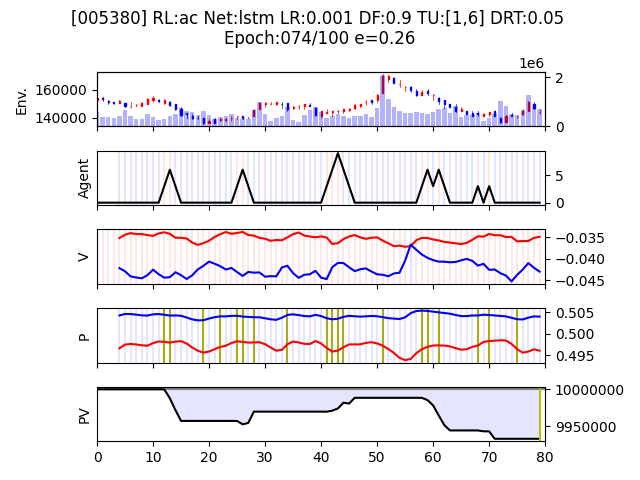 [005380] RL:ac Net:lstm LR:0.001 DF:0.9 TU:[1,6] DRT:0.05
Epoch:074/100 e=0.26
1e6
Env.
160000
140000
2
0
Agent
5
0
V
−0.035
−0.040
−0.045
P
0.505
0.500
0.495
PV
10000000
9950000
0 10 20 30 40 50 60 70 80